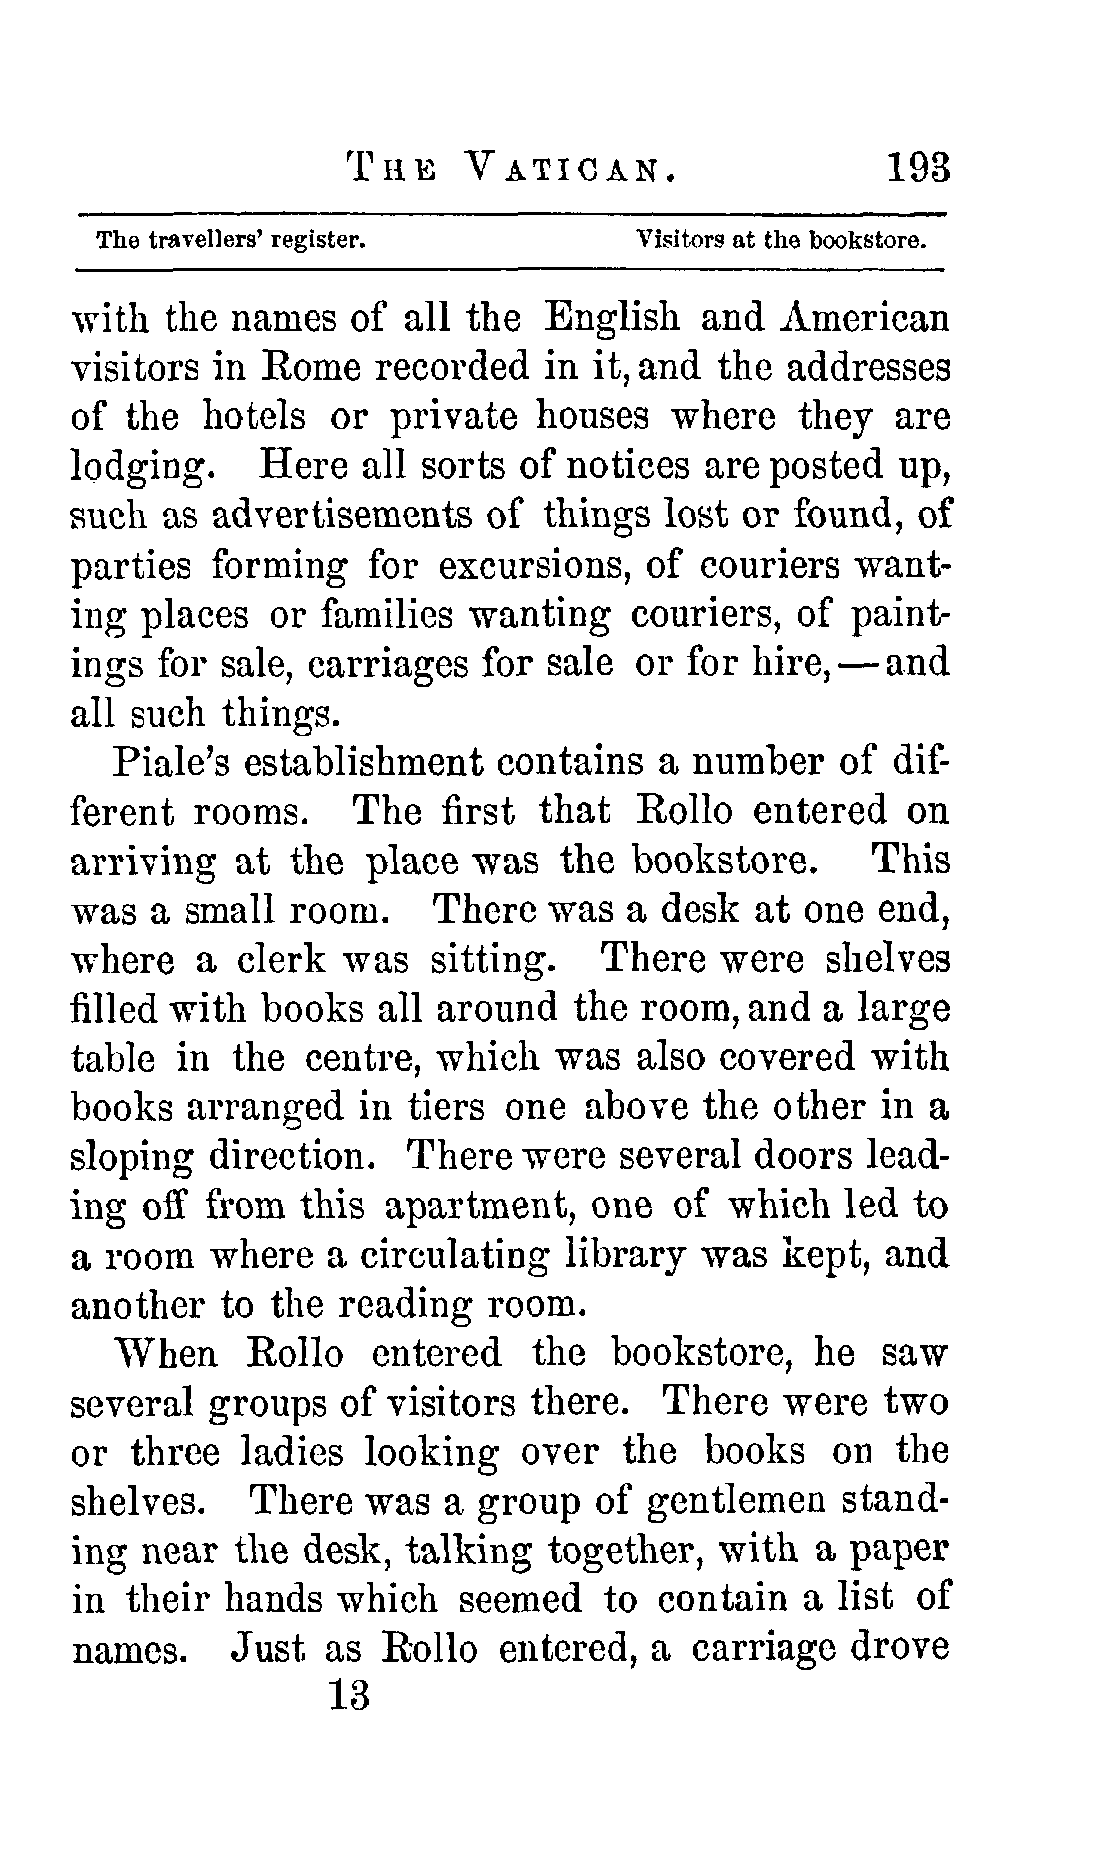 THE VATICAN. 193
The travellers' register. Visitors at the bookstore.
with the names of all the English and American
visitors in Rome recorded in it, and the addresses
of the hotels or private houses where they are
lodging. Here all sorts of notices are posted up,
such as advertisements of things lost or found, of
parties forming for excursions, of couriers want-
ing places or families wanting couriers, of paint-
ings for sale, carriages for sale or for hire,—and
all such things.
Piale's establishment contains a number of dif-
ferent rooms. The first that Rollo entered on
arriving at the place was the bookstore. This
was a small room. There was a desk at one end,
where a clerk was sitting. There were shelves
filled with books all around the room, and a large
table in the centre, which was also covered with
books arranged in tiers one above the other in a
sloping direction. There were several doors lead-
ing off from this apartment, one of which led to
a room where a circulating library was kept, and
another to the reading room.
When Rollo entered the bookstore, he saw
several groups of visitors there. There were two
or three ladies looking over the books on the
shelves. There was a group of gentlemen stand-
ing near the desk, talking together, with a paper
in their hands which seemed to contain a list of
names. Just as Rollo entered, a carriage drove
13